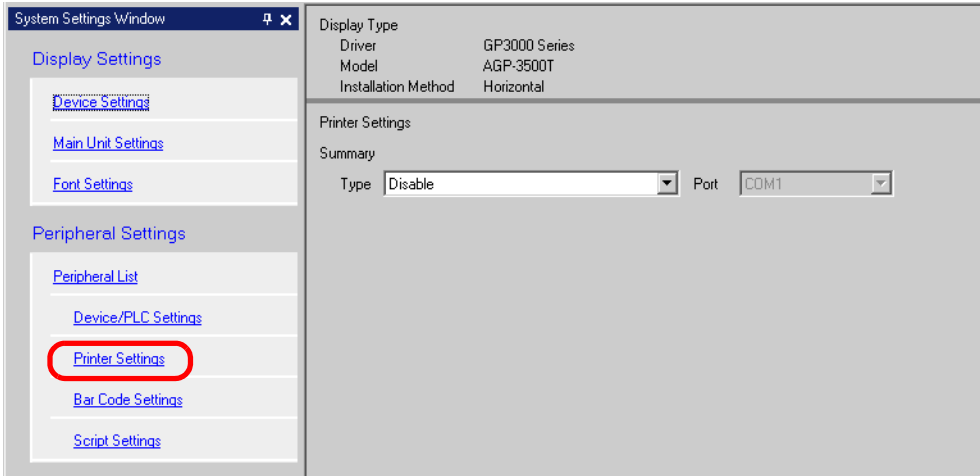 System Settings Window
Display Settings
Device Settings
Main Unit Settings
Font Settings
Peripheral Settings
Peripheral List
Device/PLC Settings
Printer Settings
Bar Code Settings
Script Settings
Display Type
Driver GP3000 Series
Model AGP-3500T
Installation Method Horizontal
Printer Settings
Summary
Type Disable Port COM1